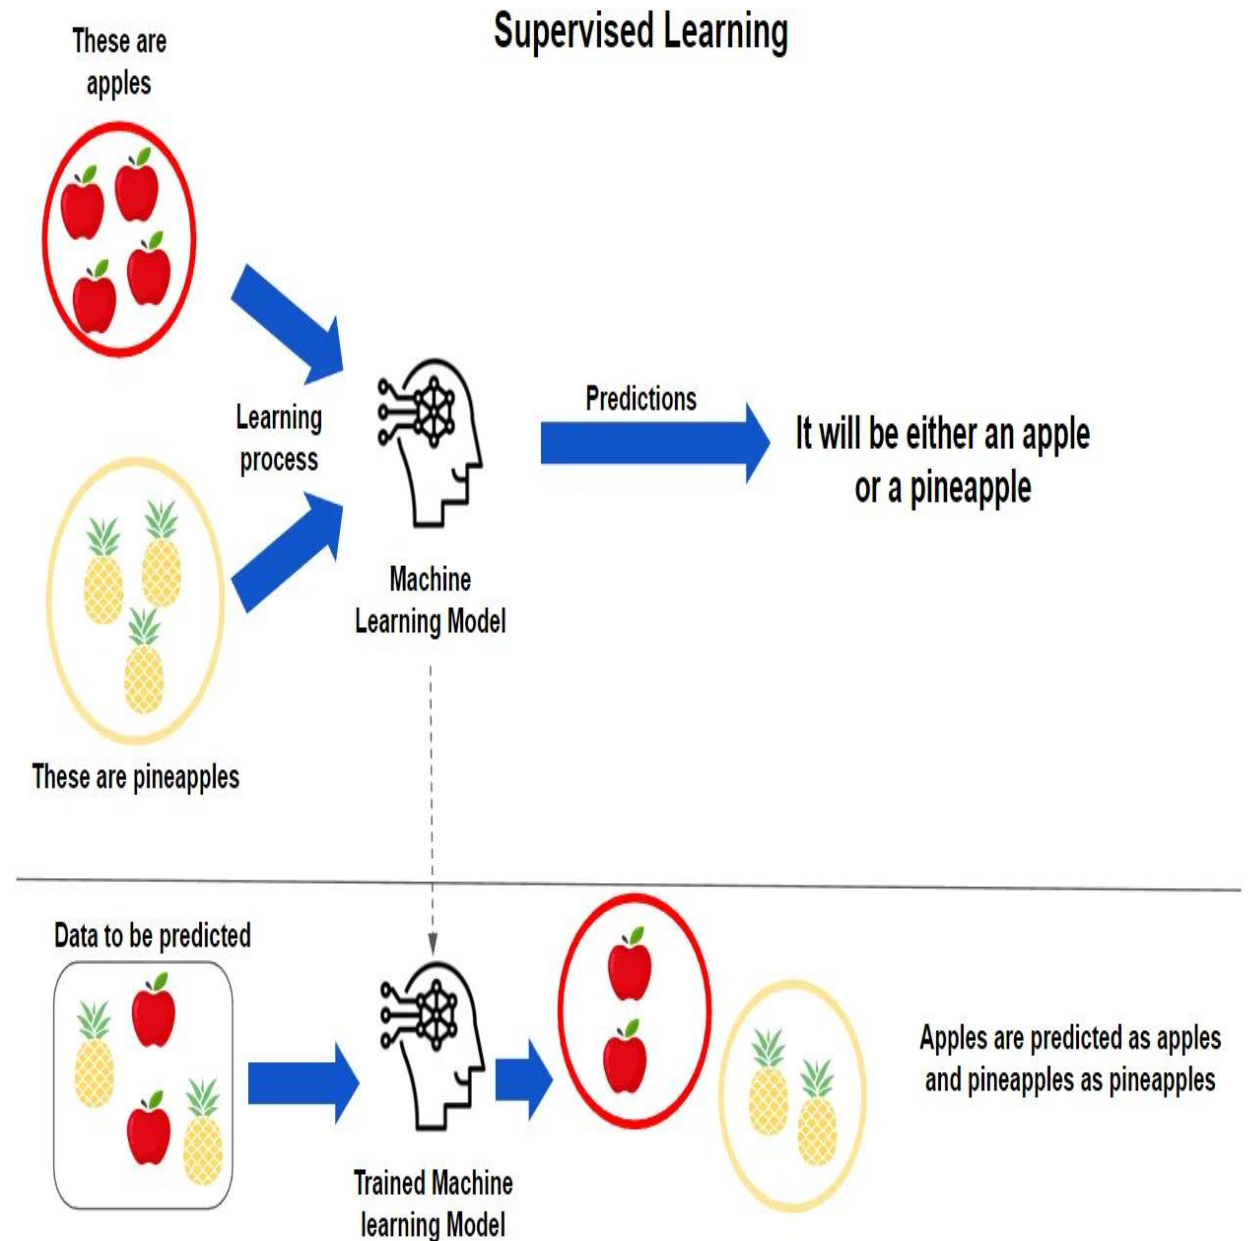 Supervised Learning
These are
apples
Learning
process
Predictions
It will be either an apple
or a pineapple
Machine
Learning Model
These are pineapples
Data to be predicted
Apples are predicted as apples
and pineapples as pineapples
Trained Machine
learning Model